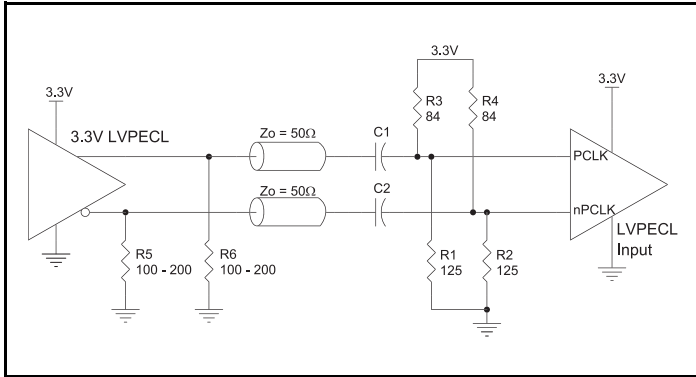 3.3V
3.3V
3.3V
R3
84
R4
84
3.3V LVPECL
Zo = 50Ω
C1
PCLK
Zo = 50Ω
C2
nPCLK
LVPECL
Input
R5
100 - 200
R6
100 - 200
R1
125
R2
125